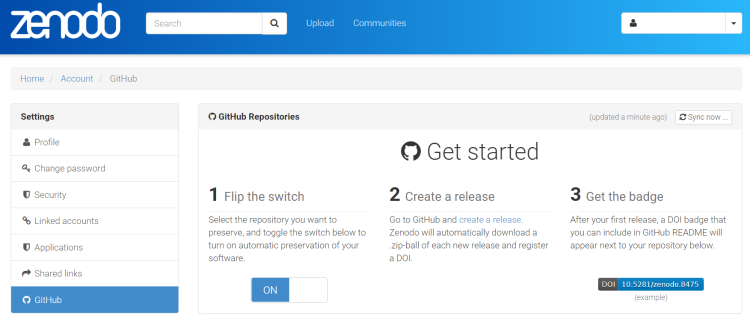 zenodo
Search
Upload
Communities
Home / Account / GitHub
Settings
Profile
Change password
Security
Linked accounts
Applications
Shared links
GitHub
GitHub Repositories
(updated a minute ago)
Sync now ...
Get started
1 Flip the switch
Select the repository you want to
preserve, and toggle the switch below to
turn on automatic preservation of your
software.
ON
2 Create a release
Go to GitHub and create a release.
Zenodo will automatically download a
.zip-ball of each new release and register
a DOI.
3 Get the badge
After your first release, a DOI badge that
you can include in GitHub README will
appear next to your repository below.
DOI 10.5281/zenodo.8475
(example)